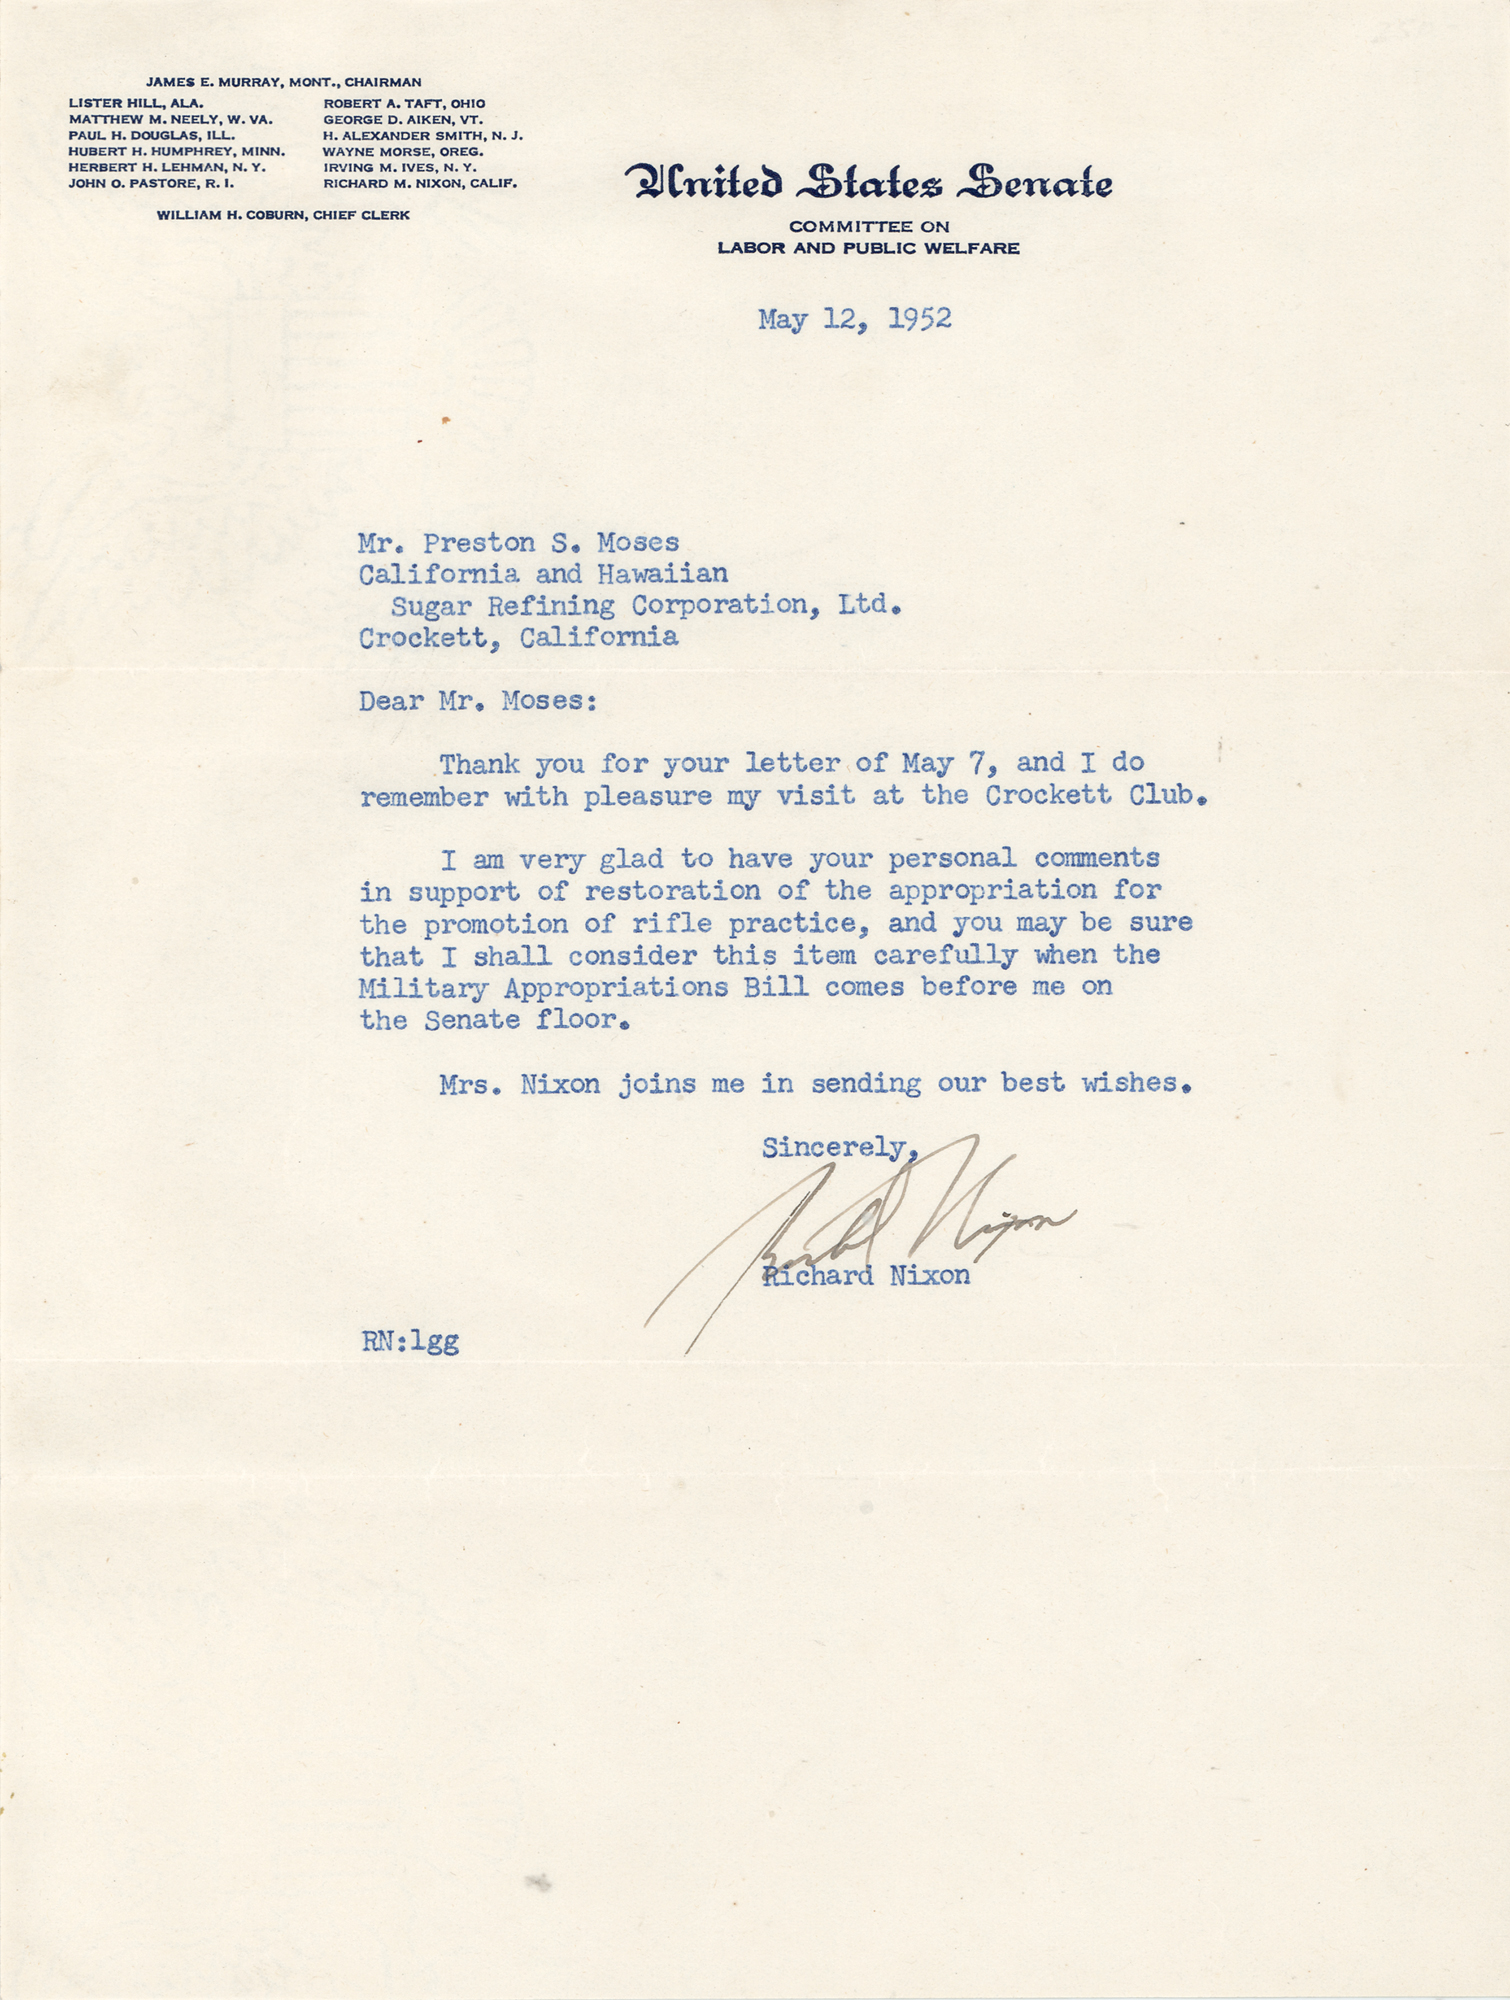 JAMES E. MURRAY, MONT., CHAIRMAN
LISTER HILL, ALA.
MATTHEW M. NEELY, W. VA.
PAUL H. DOUGLAS, ILL.
HUBERT H. HUMPHREY, MINN.
HERBERT H. LEHMAN, N. Y.
JOHN O. PASTORE, R. I.
ROBERT A. TAFT, OHIO
GEORGE D. AIKEN, VT.
H. ALEXANDER SMITH, N. J.
WAYNE MORSE, OREG.
IRVING M. IVES, N. Y.
RICHARD M. NIXON, CALIF.
WILLIAM H. COBURN, CHIEF CLERK
United States Senate
COMMITTEE ON
LABOR AND PUBLIC WELFARE
May 12, 1952
Mr. Preston S. Moses
California and Hawaiian
Sugar Refining Corporation, Ltd.
Crockett, California
Dear Mr. Moses:
Thank you for your letter of May 7, and I do
remember with pleasure my visit at the Crockett Club.
I am very glad to have your personal comments
in support of restoration of the appropriation for
the promotion of rifle practice, and you may be sure
that I shall consider this item carefully when the
Military Appropriations Bill comes before me on
the Senate floor.
Mrs. Nixon joins me in sending our best wishes.
Sincerely,
Richard Nixon
Richard Nixon
RN:lgg